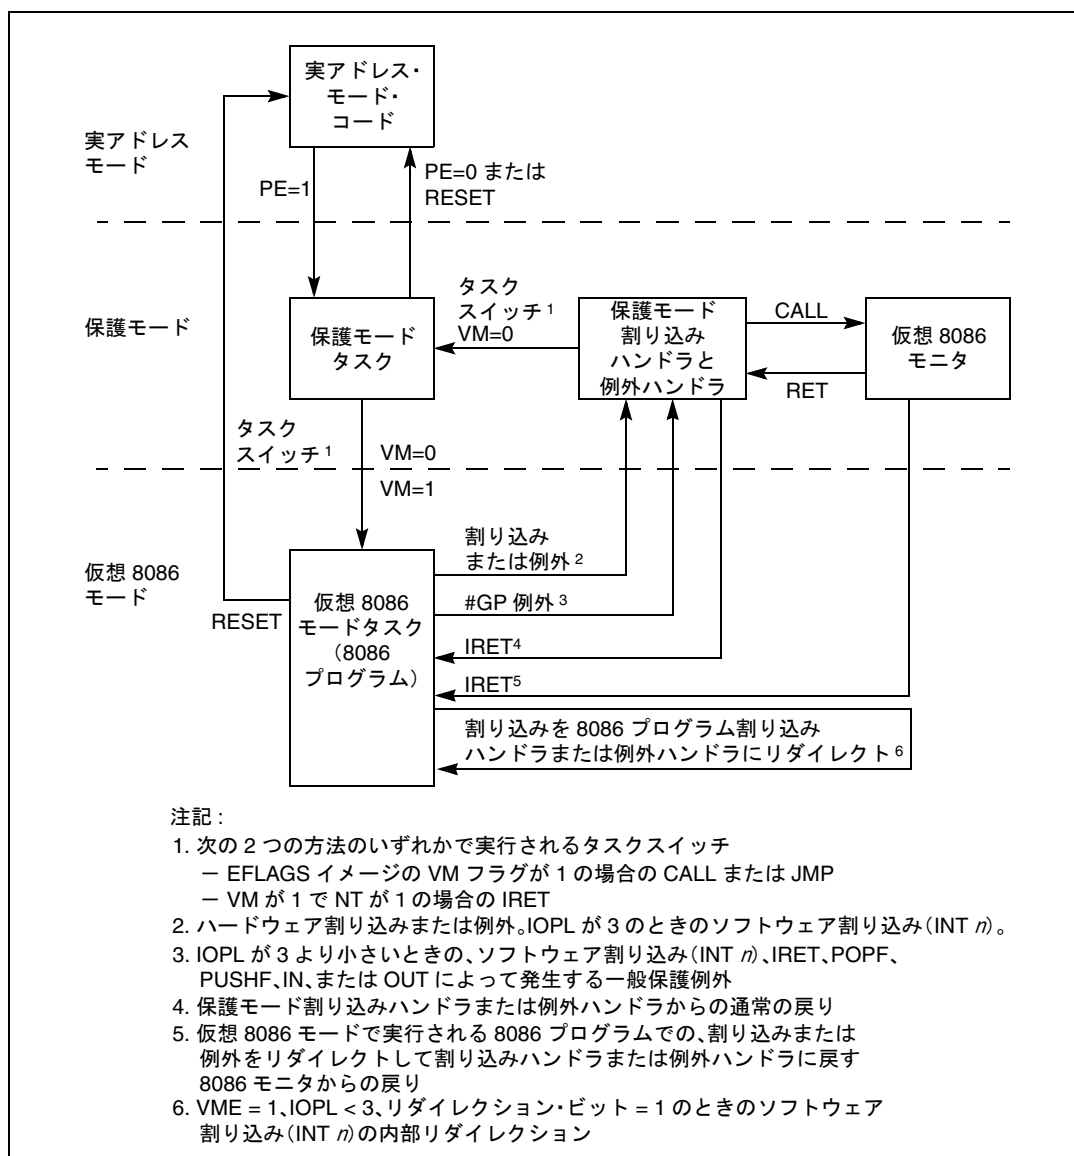 実アドレス・
モード・
コード
実アドレス
モード
PE=1
PE=0 または
RESET
保護モード
保護モード
タスク
タスク
スイッチ 1
VM=0
保護モード
割り込み
ハンドラと
例外ハンドラ
CALL
RET
仮想 8086
モニタ
タスク
スイッチ 1
VM=0
VM=1
仮想 8086
モード
RESET
仮想 8086
モードタスク
（8086
プログラム）
割り込み
または例外 2
#GP 例外 3
IRET4
IRET5
割り込みを 8086 プログラム割り込み
ハンドラまたは例外ハンドラにリダイレクト 6
注記 :
1. 次の 2 つの方法のいずれかで実行されるタスクスイッチ
− EFLAGS イメージの VM フラグが 1 の場合の CALL または JMP
− VM が 1 で NT が 1 の場合の IRET
2. ハードウェア割り込みまたは例外。IOPL が 3 のときのソフトウェア割り込み（INT n）。
3. IOPL が 3 より小さいときの、ソフトウェア割り込み（INT n）、IRET、POPF、
PUSHF、IN、または OUT によって発生する一般保護例外
4. 保護モード割り込みハンドラまたは例外ハンドラからの通常の戻り
5. 仮想 8086 モードで実行される 8086 プログラムでの、割り込みまたは
例外をリダイレクトして割り込みハンドラまたは例外ハンドラに戻す
8086 モニタからの戻り
6. VME = 1、IOPL < 3、リダイレクション・ビット = 1 のときのソフトウェア
割り込み（INT n）の内部リダイレクション